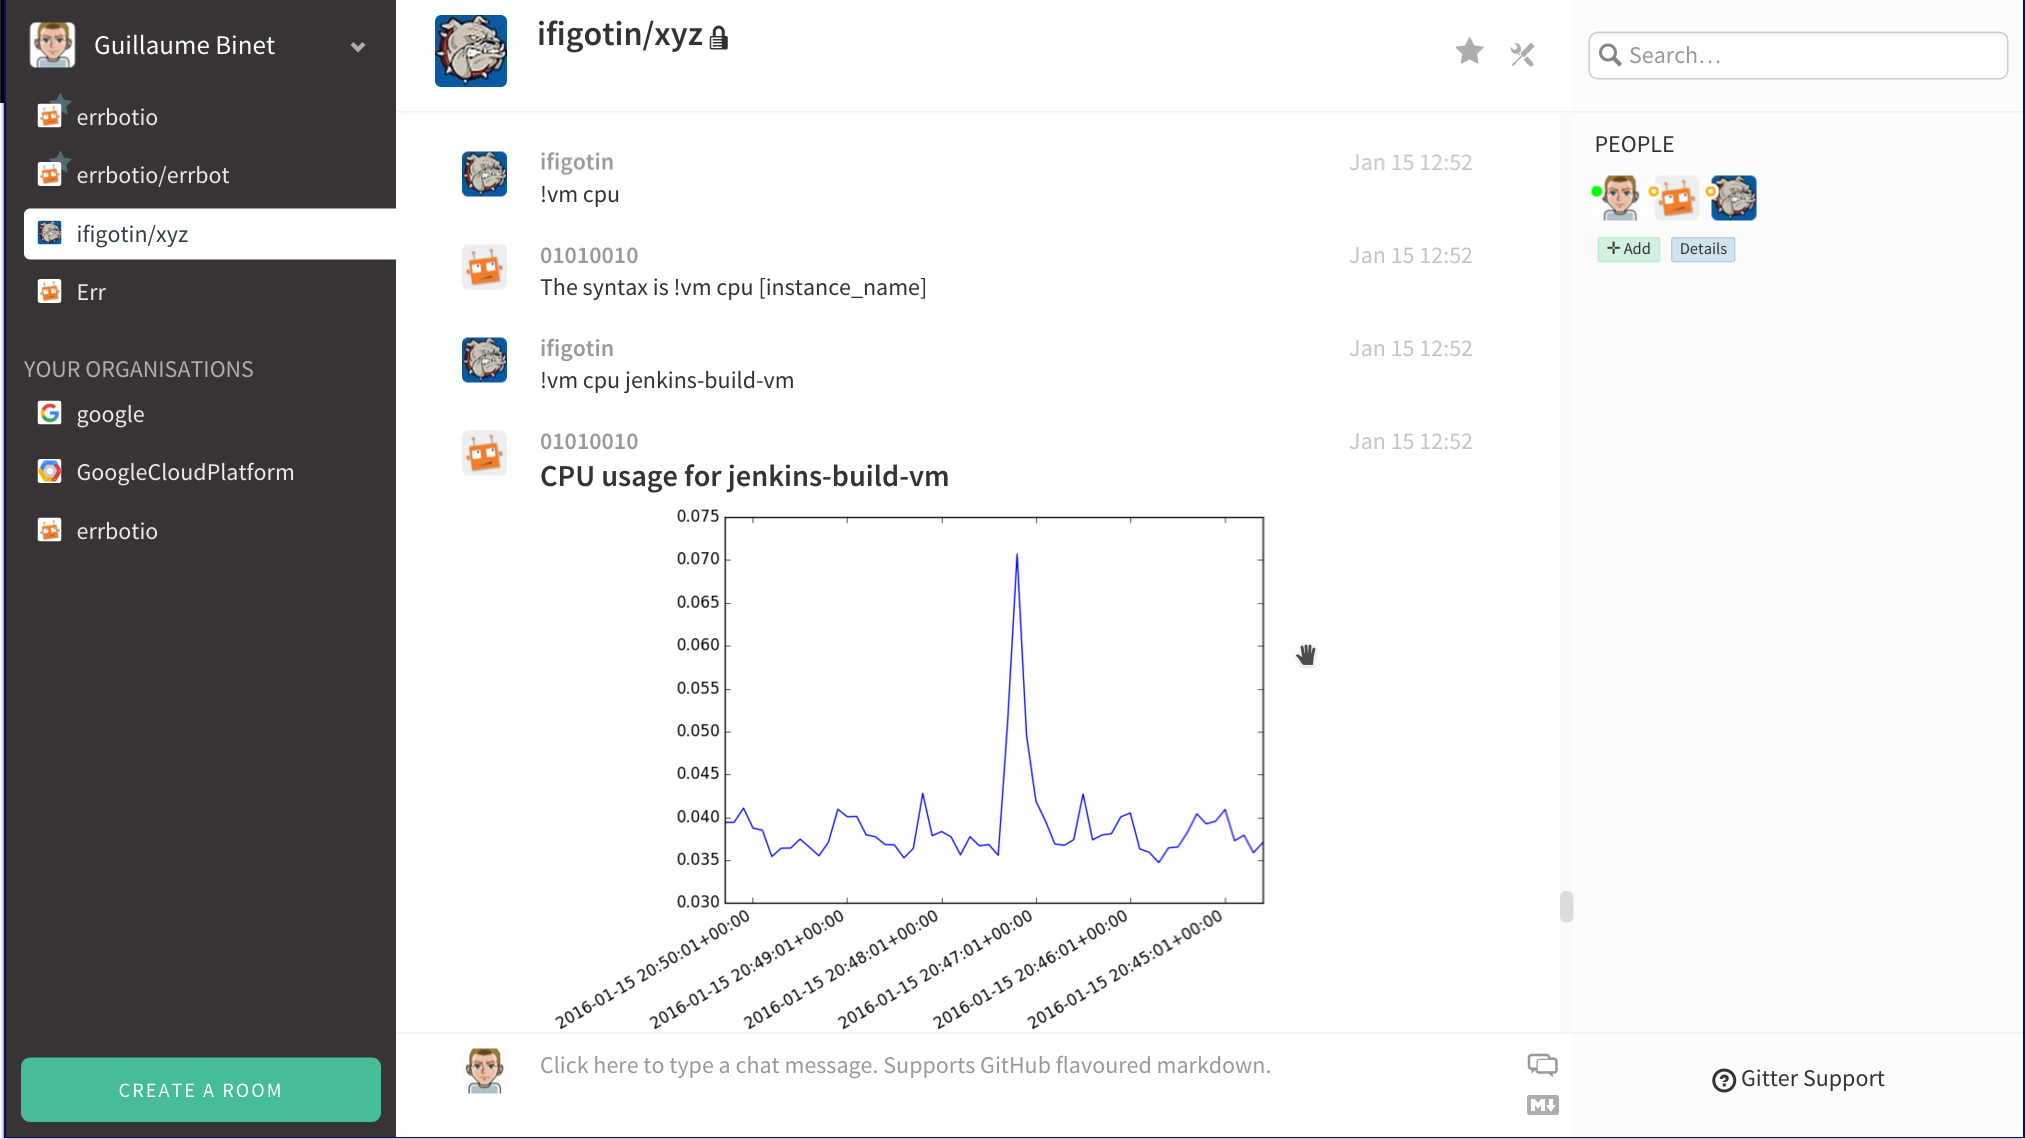 Guillaume Binet
errbotio
errbotio/errbot
ifigotin/xyz
Err
YOUR ORGANISATIONS
google
GoogleCloudPlatform
errbotio
CREATE A ROOM
ifigotin/xyz
ifigotin Jan 15 12:52
!vm cpu
01010010 Jan 15 12:52
The syntax is !vm cpu [instance_name]
ifigotin Jan 15 12:52
!vm cpu jenkins-build-vm
01010010 Jan 15 12:52
CPU usage for jenkins-build-vm
0.075
0.070
0.065
0.060
0.055
0.050
0.045
0.040
0.035
0.030
2016-01-15 20:50:01+00:00
2016-01-15 20:49:01+00:00
2016-01-15 20:48:01+00:00
2016-01-15 20:47:01+00:00
2016-01-15 20:46:01+00:00
2016-01-15 20:45:01+00:00
Click here to type a chat message. Supports GitHub flavoured markdown.
M
Search…
PEOPLE
Add Details
Gitter Support